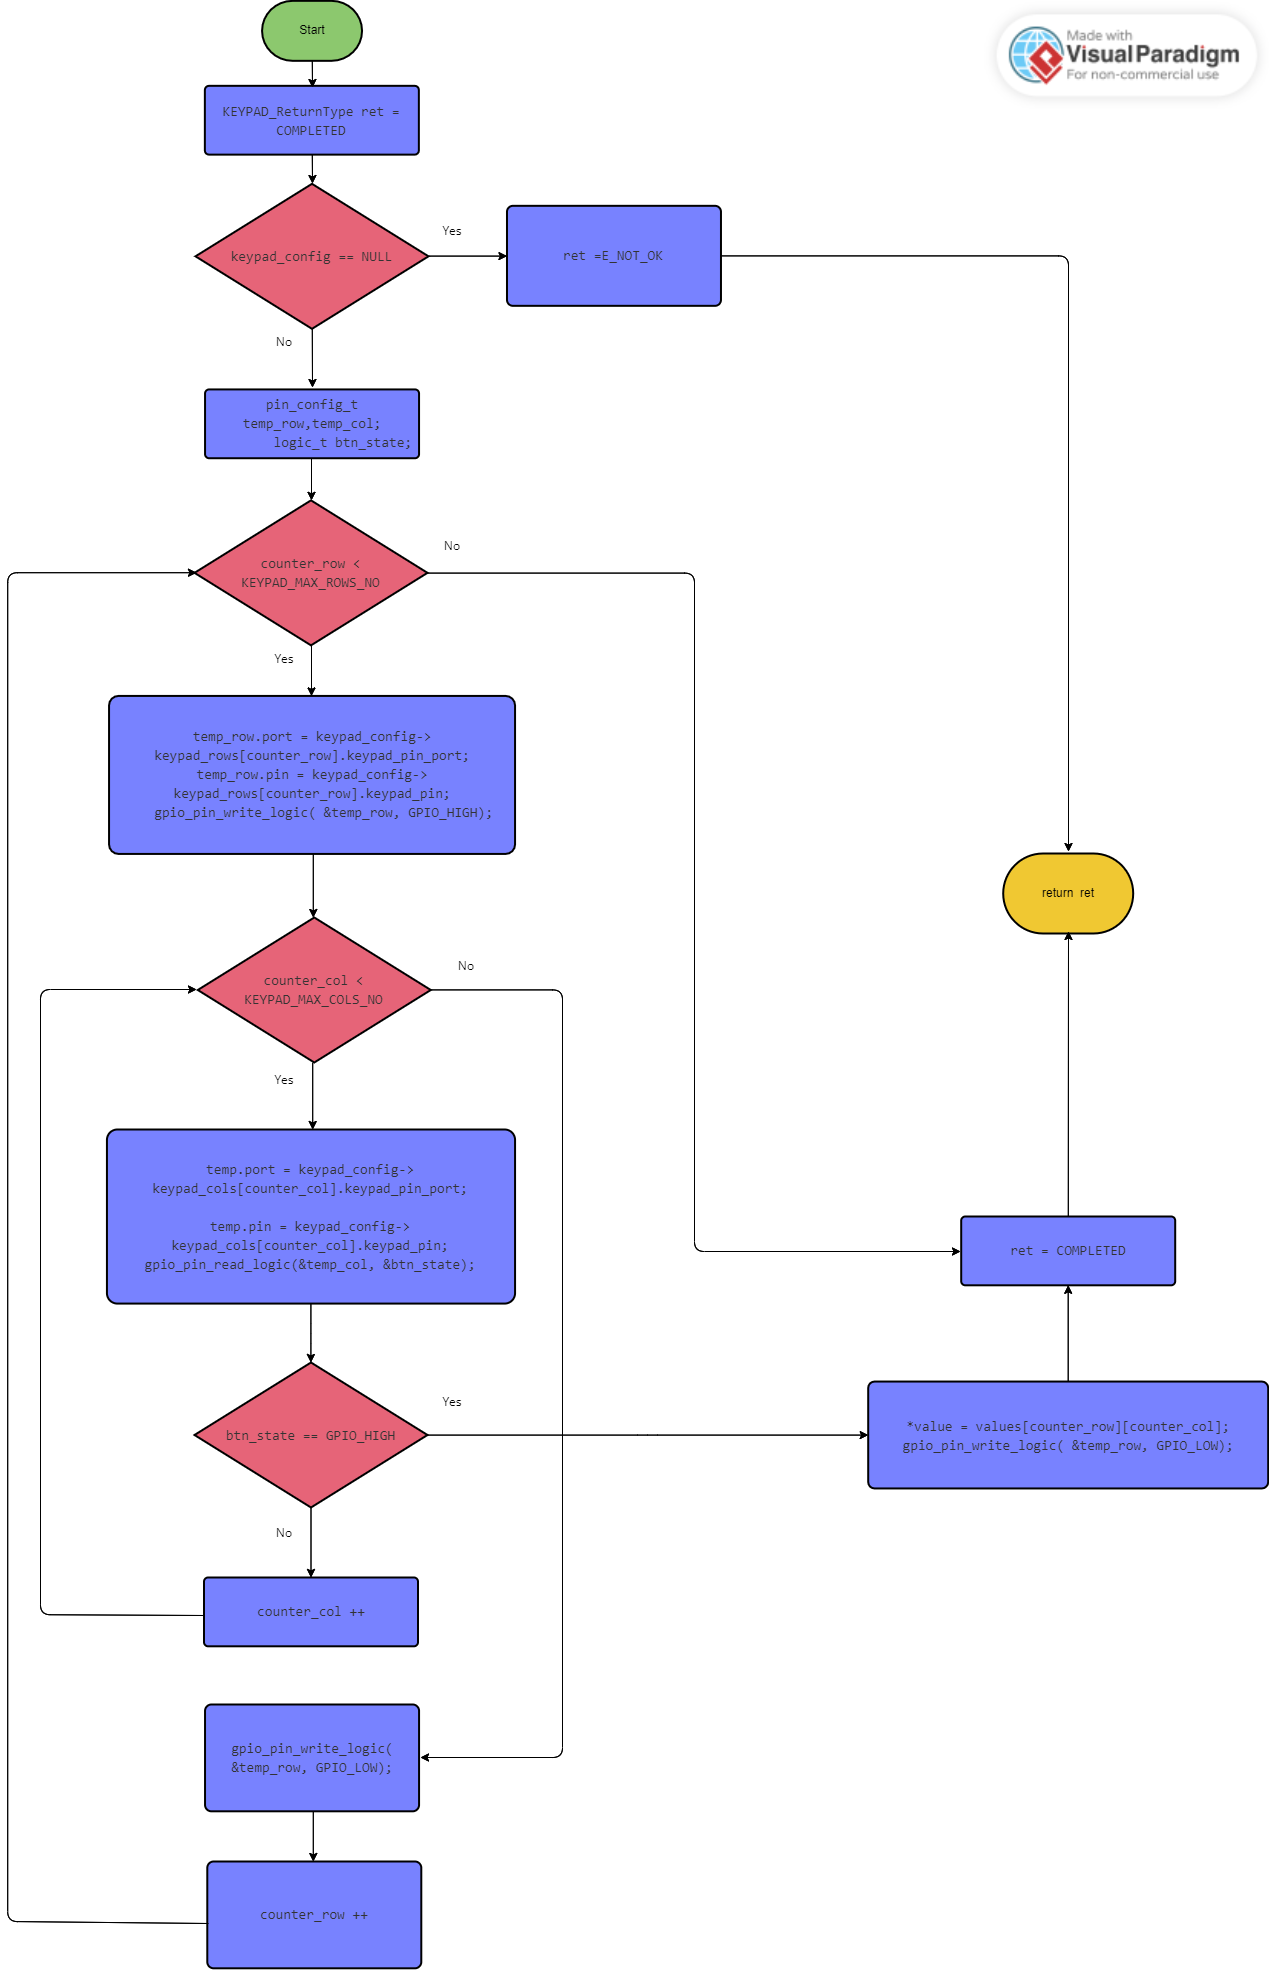 Start
Made with
Visual Paradigm
For non-commercial use
KEYPAD_ReturnType ret =
COMPLETED
keypad_config == NULL
Yes
ret =E_NOT_OK
No
pin_config_t
temp_row,temp_col;
logic_t btn_state;
counter_row <
KEYPAD_MAX_ROWS_NO
No
Yes
temp_row.port = keypad_config->
keypad_rows[counter_row].keypad_pin_port;
temp_row.pin = keypad_config->
keypad_rows[counter_row].keypad_pin;
gpio_pin_write_logic( &temp_row, GPIO_HIGH);
return ret
counter_col <
KEYPAD_MAX_COLS_NO
No
Yes
temp.port = keypad_config->
keypad_cols[counter_col].keypad_pin_port;
temp.pin = keypad_config->
keypad_cols[counter_col].keypad_pin;
gpio_pin_read_logic(&temp_col, &btn_state);
ret = COMPLETED
btn_state == GPIO_HIGH
Yes
*value = values[counter_row][counter_col];
gpio_pin_write_logic( &temp_row, GPIO_LOW);
No
counter_col ++
gpio_pin_write_logic(
&temp_row, GPIO_LOW);
counter_row ++